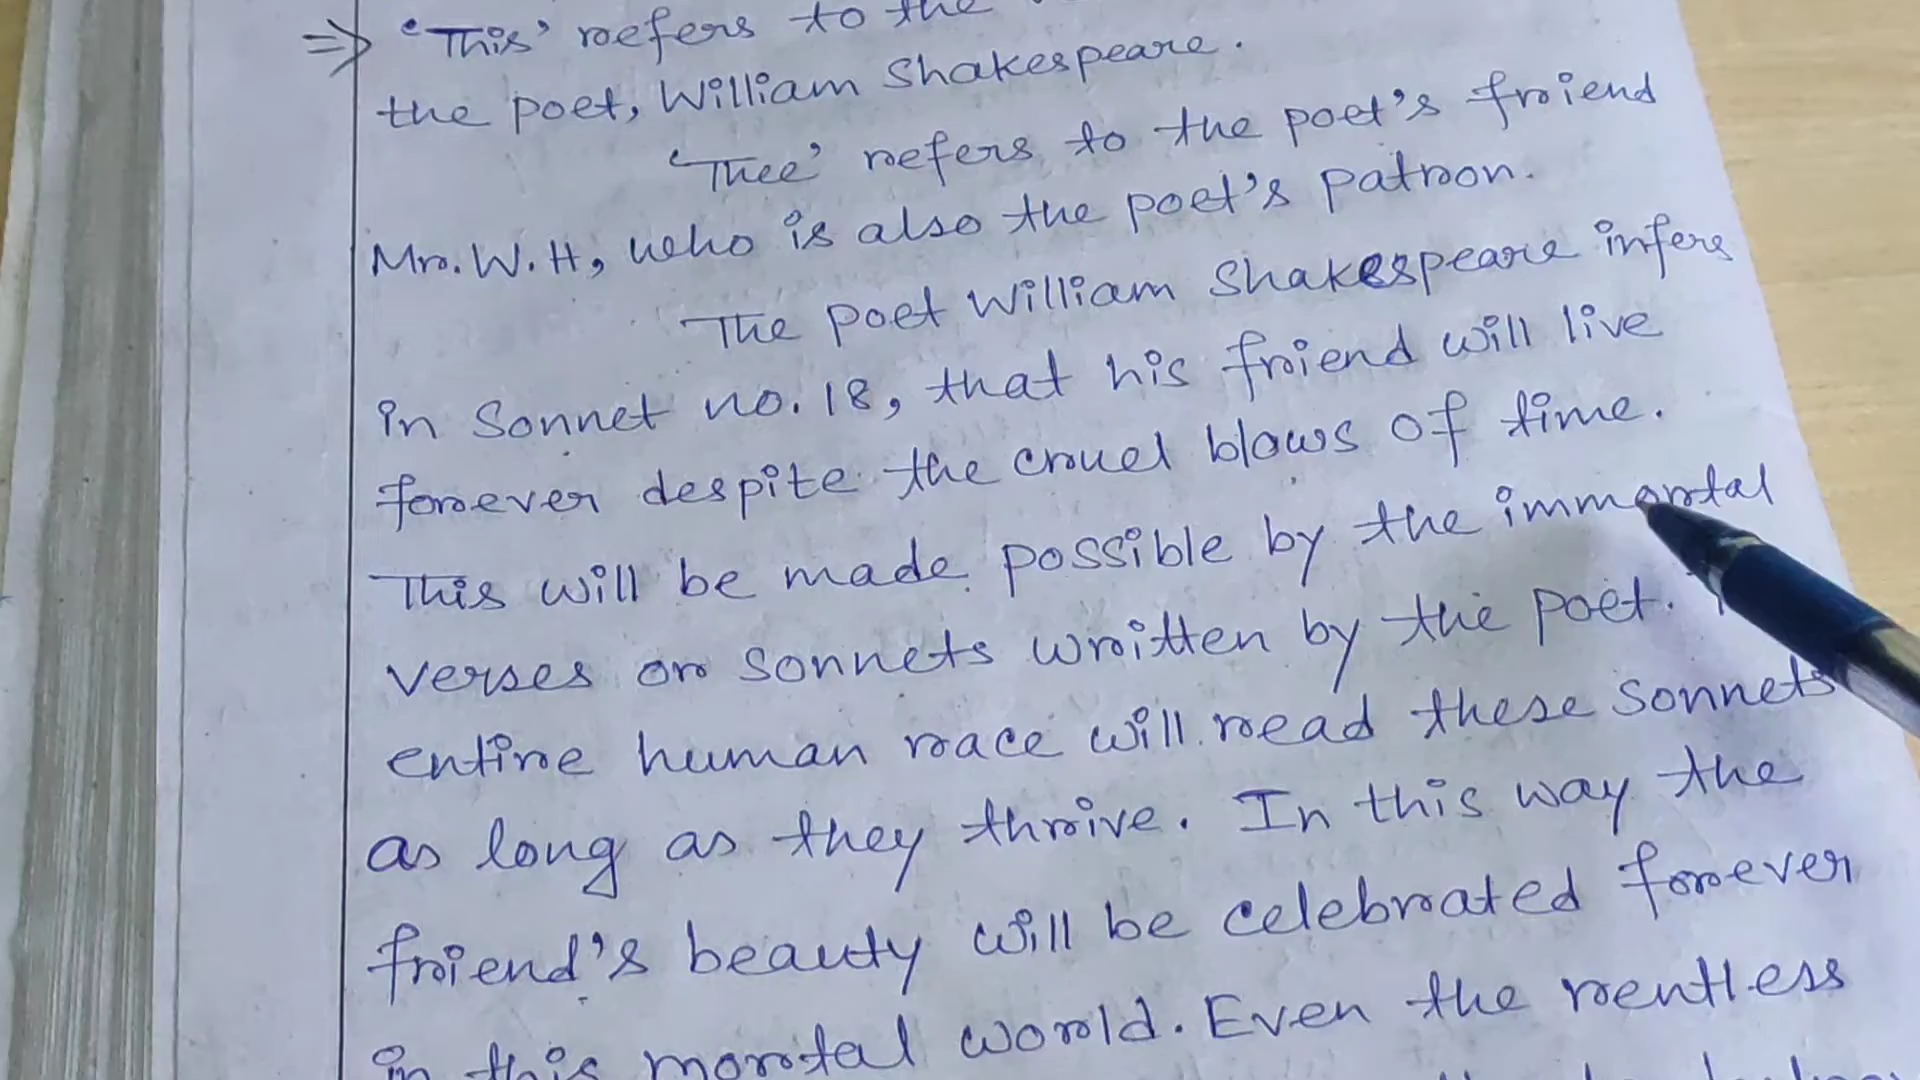 ⇒ 'This' refers to the
the poet, William Shakespeare.
'Thee' refers to the poet's friend
Mr. W. H, who is also the poet's patron.
The poet William Shakespeare infers
in Sonnet no. 18, that his friend will live
forever despite the cruel blows of time.
This will be made possible by the immortal
verses or sonnets written by the poet.
entire human race will read these sonnets
as long as they thrive. In this way the
friend's beauty will be celebrated forever
in this mortal world. Even the rentless